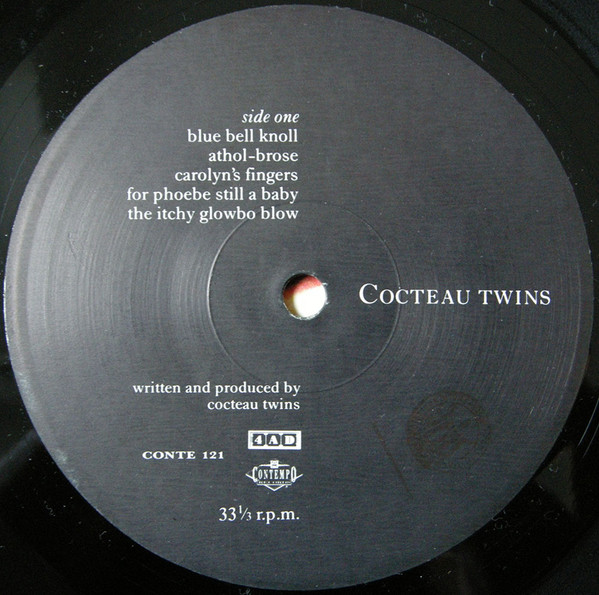 side one
blue bell knoll
athol-brose
carolyn's fingers
for phoebe still a baby
the itchy glowbo blow
COCTEAU TWINS
written and produced by
cocteau twins
4AD
CONTE 121
CONTEMPO
33⅓ r.p.m.